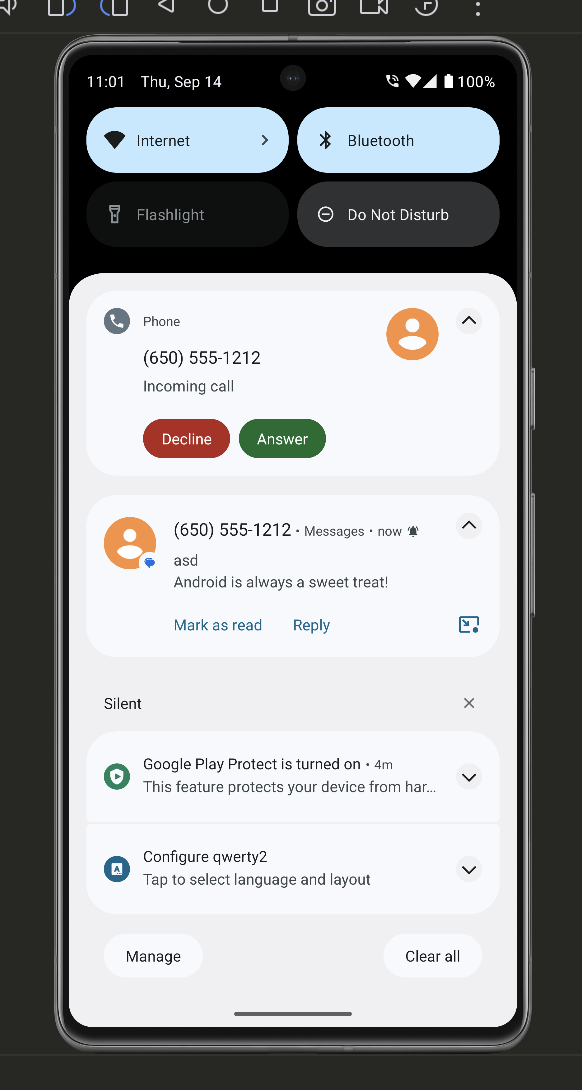 11:01 Thu, Sep 14 100%
Internet
Bluetooth
Flashlight
Do Not Disturb
Phone
(650) 555-1212
Incoming call
Decline
Answer
(650) 555-1212 • Messages • now
asd
Android is always a sweet treat!
Mark as read
Reply
Silent
Google Play Protect is turned on • 4m
This feature protects your device from har...
Configure qwerty2
Tap to select language and layout
Manage
Clear all